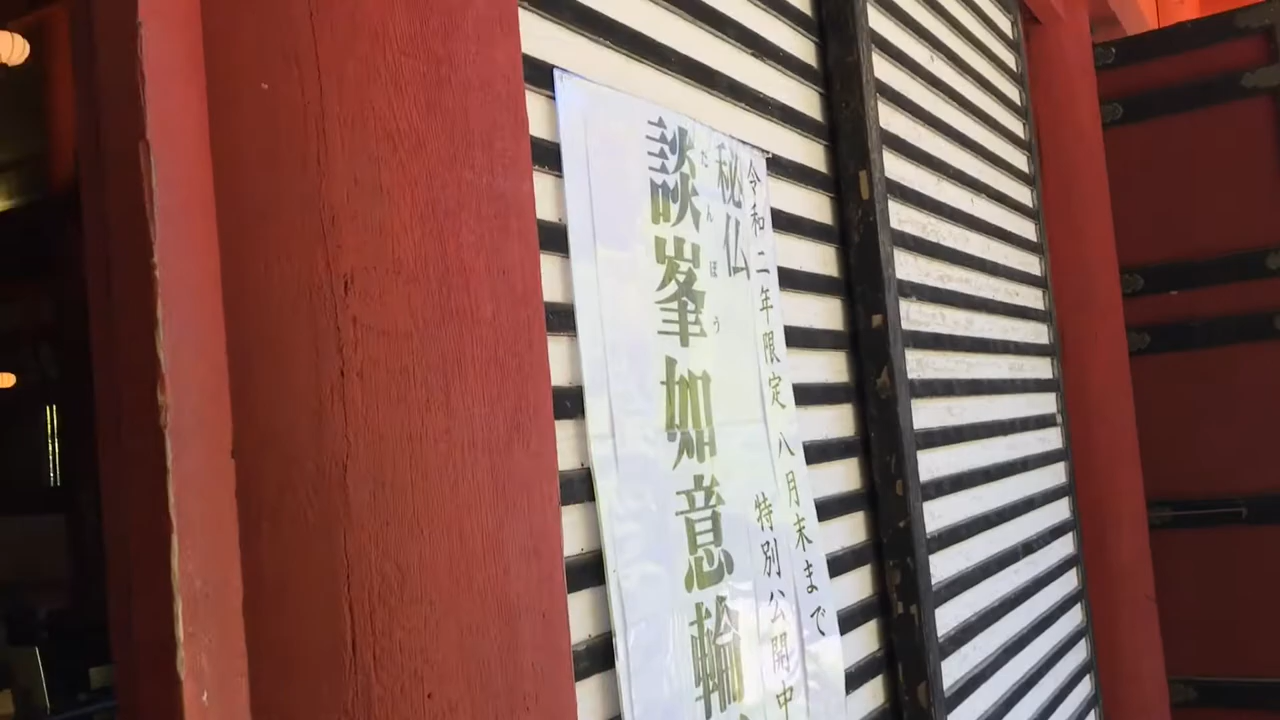 令和二年限定 八月末まで
秘仏 特別公開中
たんぽう
談峯如意輪